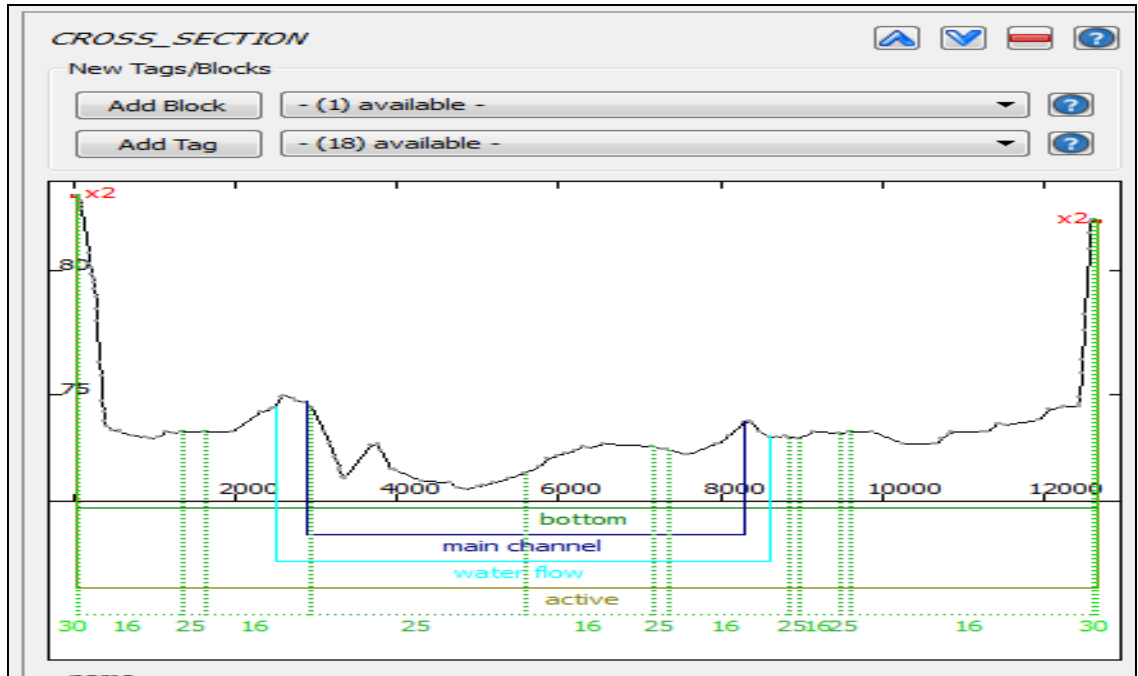 CROSS_SECTION
New Tags/Blocks
Add Block - (1) available -
Add Tag - (18) available -
x2
x2
80
75
2000 4000 6000 8000 10000 12000
bottom
main channel
water flow
active
30 16 25 16 25 16 25 16 25 16 25 16 30